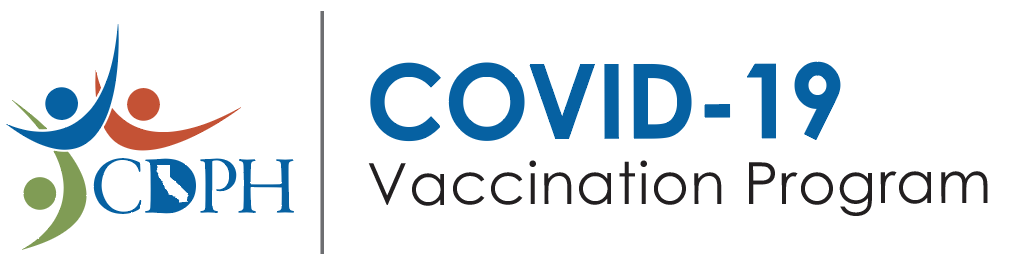 CDPH
COVID-19
Vaccination Program